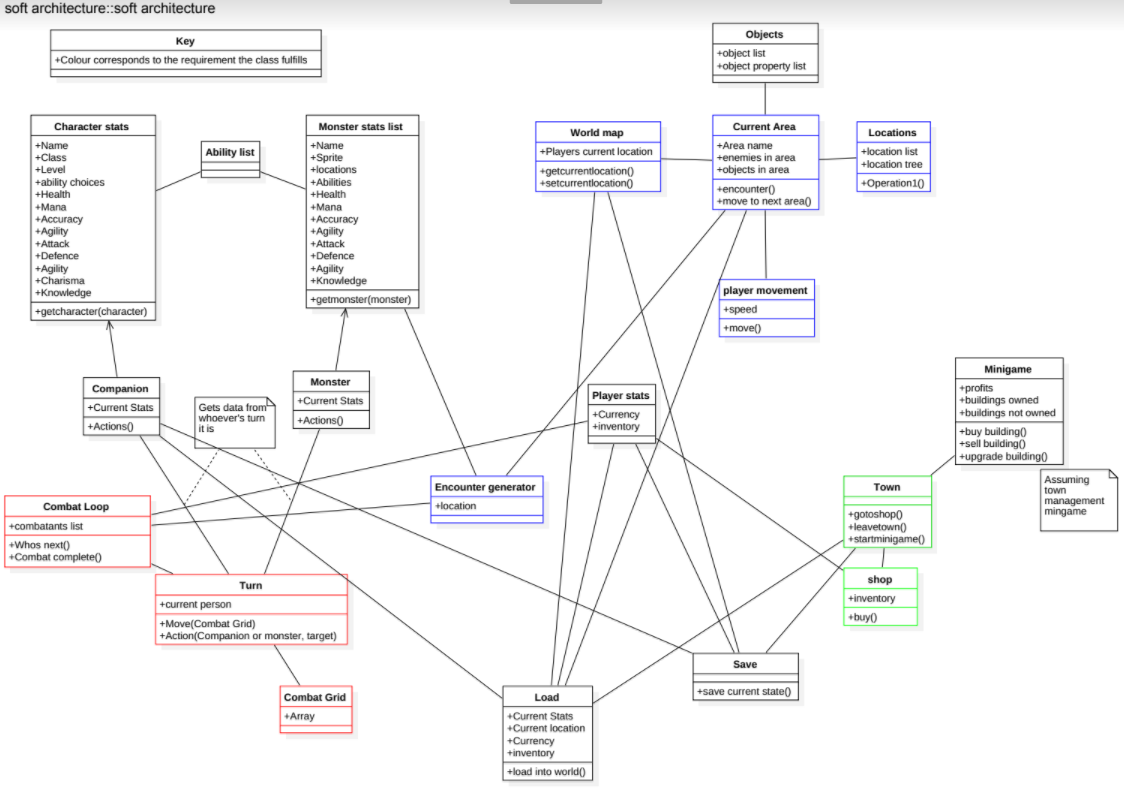 soft architecture::soft architecture
Key
+Colour corresponds to the requirement the class fulfills
Objects
+object list
+object property list
Character stats
+Name
+Class
+Level
+ability choices
+Health
+Mana
+Accuracy
+Agility
+Attack
+Defence
+Agility
+Charisma
+Knowledge
+getcharacter(character)
Ability list
Monster stats list
+Name
+Sprite
+locations
+Abilities
+Health
+Mana
+Accuracy
+Agility
+Attack
+Defence
+Agility
+Knowledge
+getmonster(monster)
World map
+Players current location
+getcurrentlocation()
+setcurrentlocation()
Current Area
+Area name
+enemies in area
+objects in area
+encounter()
+move to next area()
Locations
+location list
+location tree
+Operation1()
player movement
+speed
+move()
Companion
+Current Stats
+Actions()
Gets data from
whoever's turn
it is
Monster
+Current Stats
+Actions()
Player stats
+Currency
+inventory
Minigame
+profits
+buildings owned
+buildings not owned
+buy building()
+sell building()
+upgrade building()
Assuming
town
management
mingame
Combat Loop
+combatants list
+Whos next()
+Combat complete()
Encounter generator
+location
Town
+gotoshop()
+leavetown()
+startminigame()
shop
+inventory
+buy()
Turn
+current person
+Move(Combat Grid)
+Action(Companion or monster, target)
Combat Grid
+Array
Load
+Current Stats
+Current location
+Currency
+inventory
+load into world()
Save
+save current state()